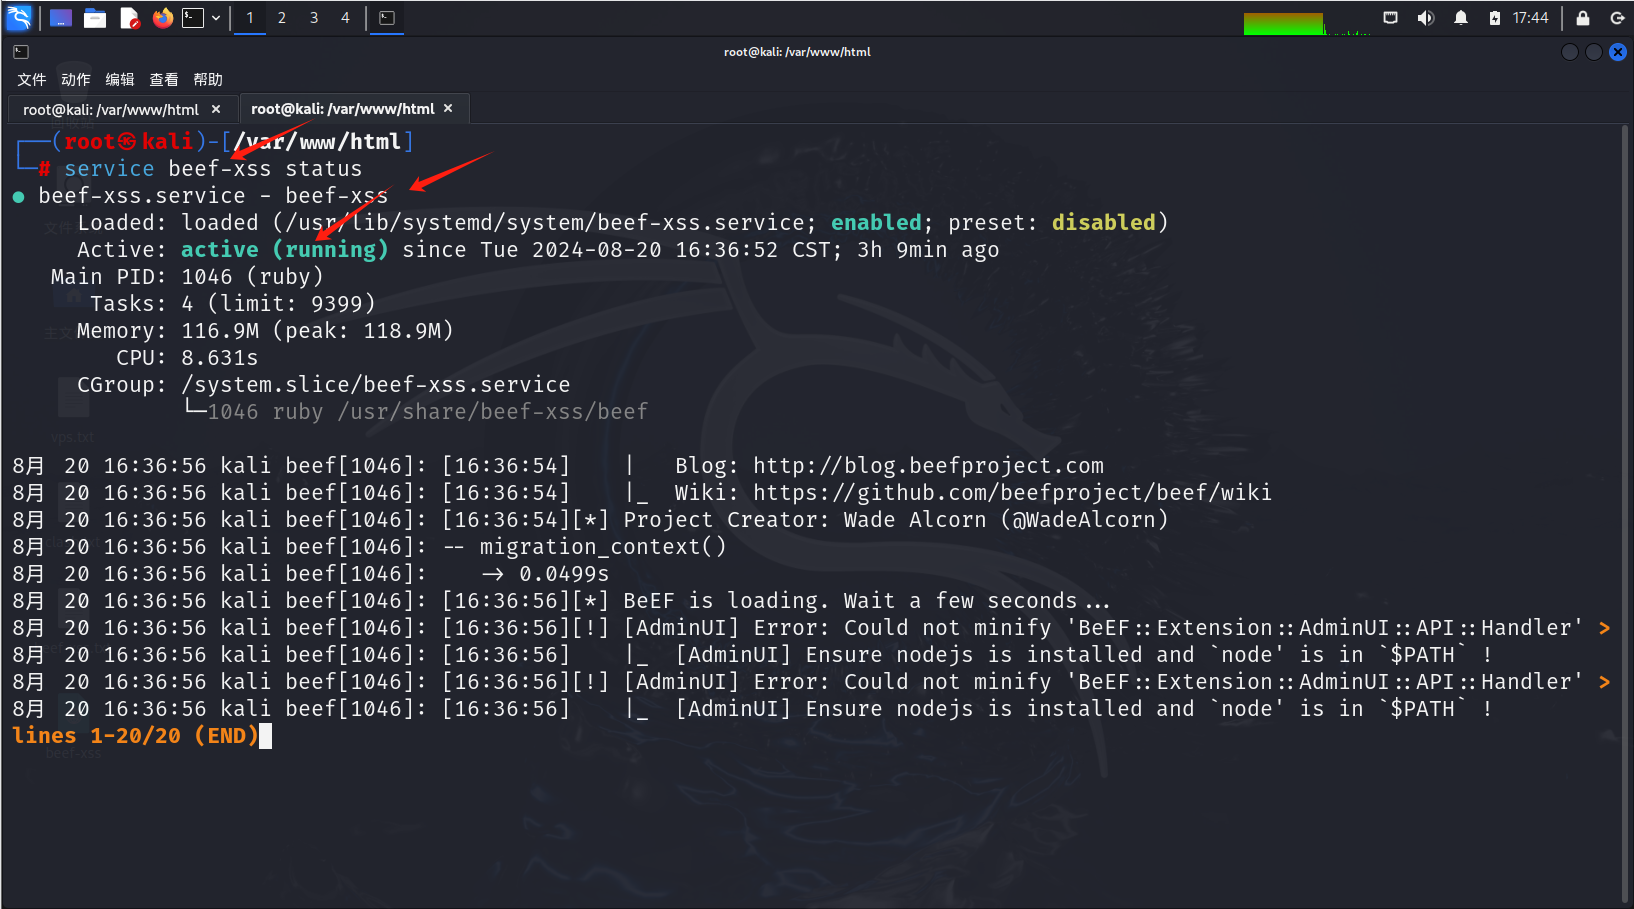 1 2 3 4 17:44
root@kali: /var/www/html
文件 动作 编辑 查看 帮助
root@kali: /var/www/html × root@kali: /var/www/html ×
┌──(root㉿kali)-[/var/www/html]
└─# service beef-xss status
● beef-xss.service - beef-xss
Loaded: loaded (/usr/lib/systemd/system/beef-xss.service; enabled; preset: disabled)
Active: active (running) since Tue 2024-08-20 16:36:52 CST; 3h 9min ago
Main PID: 1046 (ruby)
Tasks: 4 (limit: 9399)
Memory: 116.9M (peak: 118.9M)
CPU: 8.631s
CGroup: /system.slice/beef-xss.service
└─1046 ruby /usr/share/beef-xss/beef
8月 20 16:36:56 kali beef[1046]: [16:36:54]    |   Blog: http://blog.beefproject.com
8月 20 16:36:56 kali beef[1046]: [16:36:54]    |_  Wiki: https://github.com/beefproject/beef/wiki
8月 20 16:36:56 kali beef[1046]: [16:36:54][*] Project Creator: Wade Alcorn (@WadeAlcorn)
8月 20 16:36:56 kali beef[1046]: -- migration_context()
8月 20 16:36:56 kali beef[1046]:    -> 0.0499s
8月 20 16:36:56 kali beef[1046]: [16:36:56][*] BeEF is loading. Wait a few seconds...
8月 20 16:36:56 kali beef[1046]: [16:36:56][!] [AdminUI] Error: Could not minify 'BeEF::Extension::AdminUI::API::Handler' >
8月 20 16:36:56 kali beef[1046]: [16:36:56]    |_  [AdminUI] Ensure nodejs is installed and `node' is in `$PATH` !
8月 20 16:36:56 kali beef[1046]: [16:36:56][!] [AdminUI] Error: Could not minify 'BeEF::Extension::AdminUI::API::Handler' >
8月 20 16:36:56 kali beef[1046]: [16:36:56]    |_  [AdminUI] Ensure nodejs is installed and `node' is in `$PATH` !
lines 1-20/20 (END)
vps.txt
beef-xss